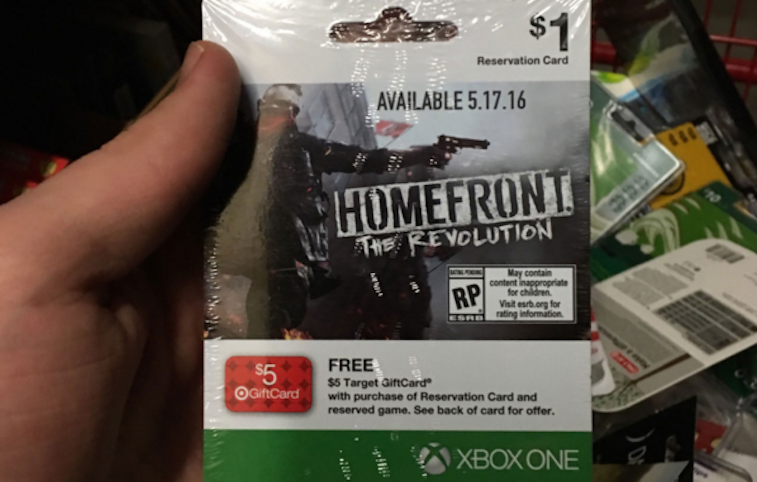 $1
Reservation Card
AVAILABLE 5.17.16
HOMEFRONT
THE REVOLUTION
RATING PENDING
RP
ESRB
May contain
content inappropriate
for children.
Visit esrb.org for
rating information.
$5
GiftCard
FREE
$5 Target GiftCard®
with purchase of Reservation Card and
reserved game. See back of card for offer.
XBOX ONE